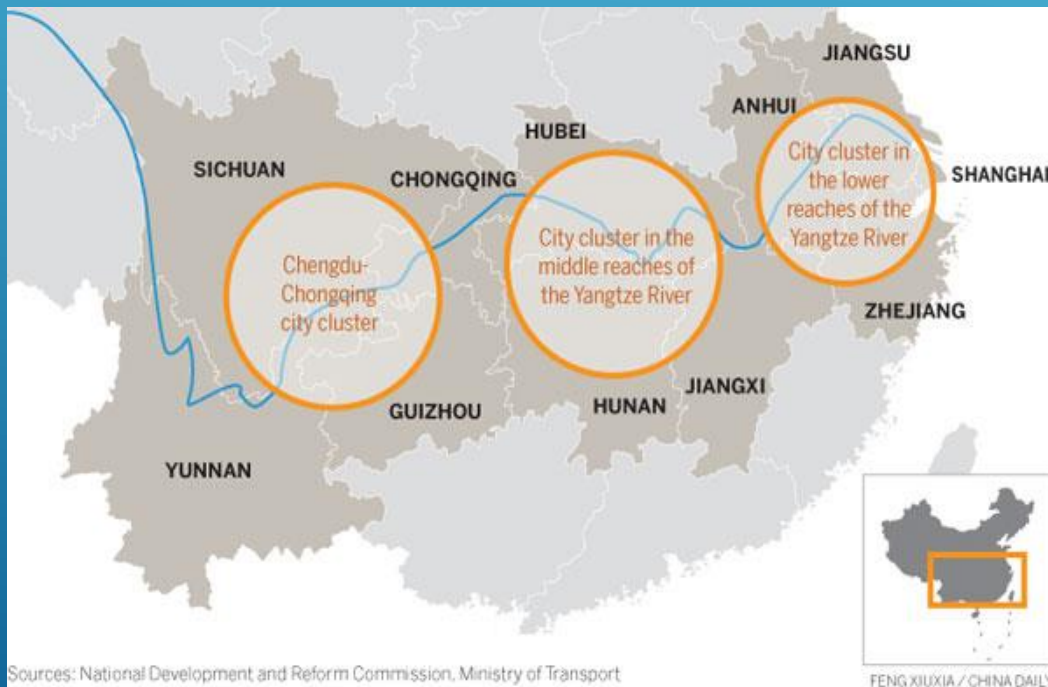 JIANGSU
ANHUI
HUBEI
SICHUAN
CHONGQING
SHANGHAI
City cluster in
the lower
reaches of the
Yangtze River
City cluster in the
middle reaches of
the Yangtze River
Chengdu-
Chongqing
city cluster
ZHEJIANG
JIANGXI
HUNAN
GUIZHOU
YUNNAN
Sources: National Development and Reform Commission, Ministry of Transport
FENG XIUXIA / CHINA DAILY